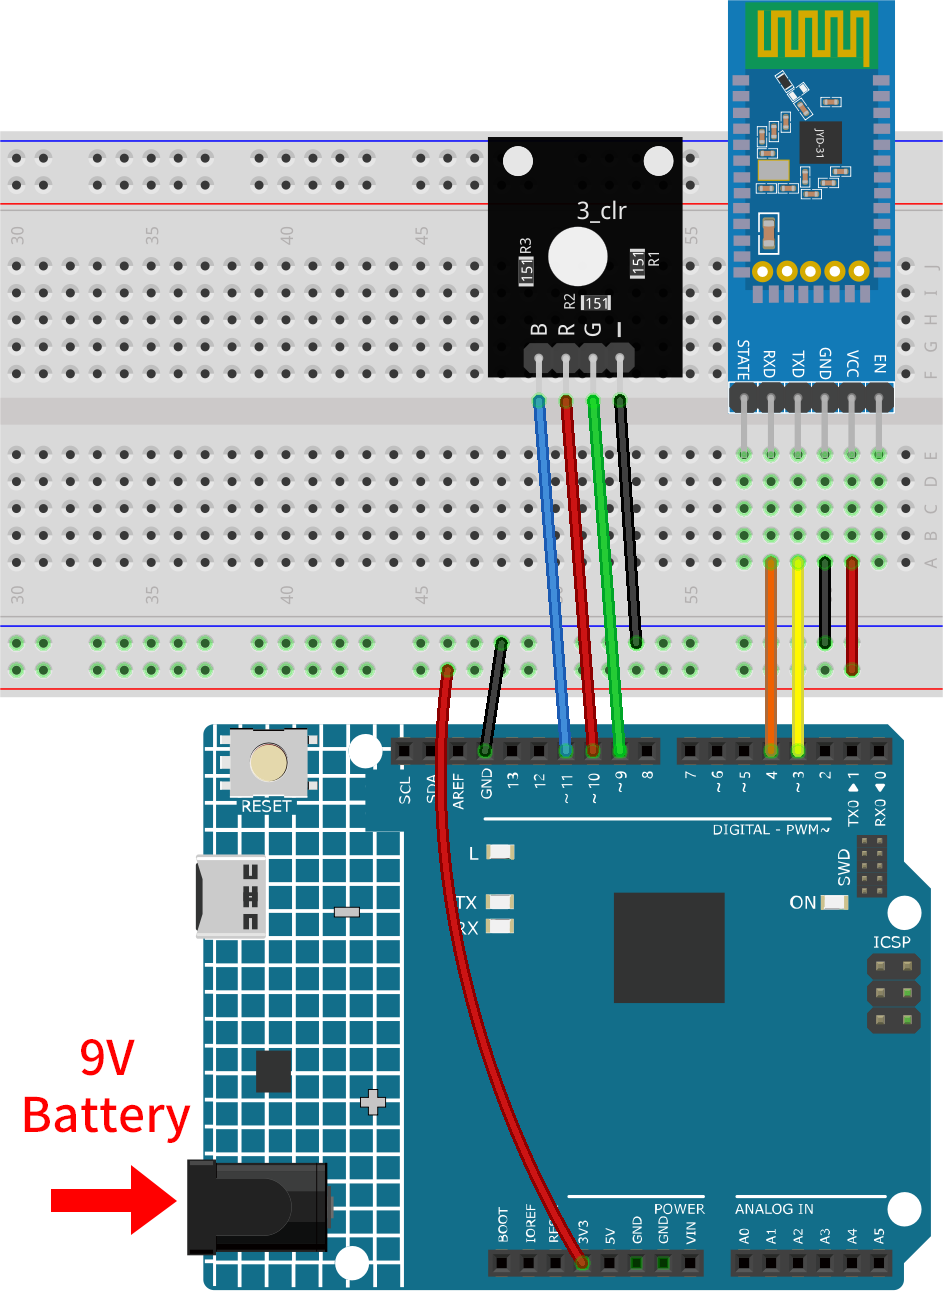 JYD-31
30 35 40 45 55
3_clr
R3
151
151
R1
R2
151
B R G –
STATE RXD TXD GND VCC EN
J
I
H
G
F
E
D
C
B
A
30 35 40 45 55
RESET
SCL SDA AREF GND 13 12 ~11 ~10 ~9 8 7 ~6 ~5 4 ~3 2 TX0▶1 RX0◀0
DIGITAL - PWM~
L
TX
RX
SWD
ON
ICSP
9V
Battery
POWER
ANALOG IN
BOOT IOREF 3V3 5V GND GND VIN A0 A1 A2 A3 A4 A5